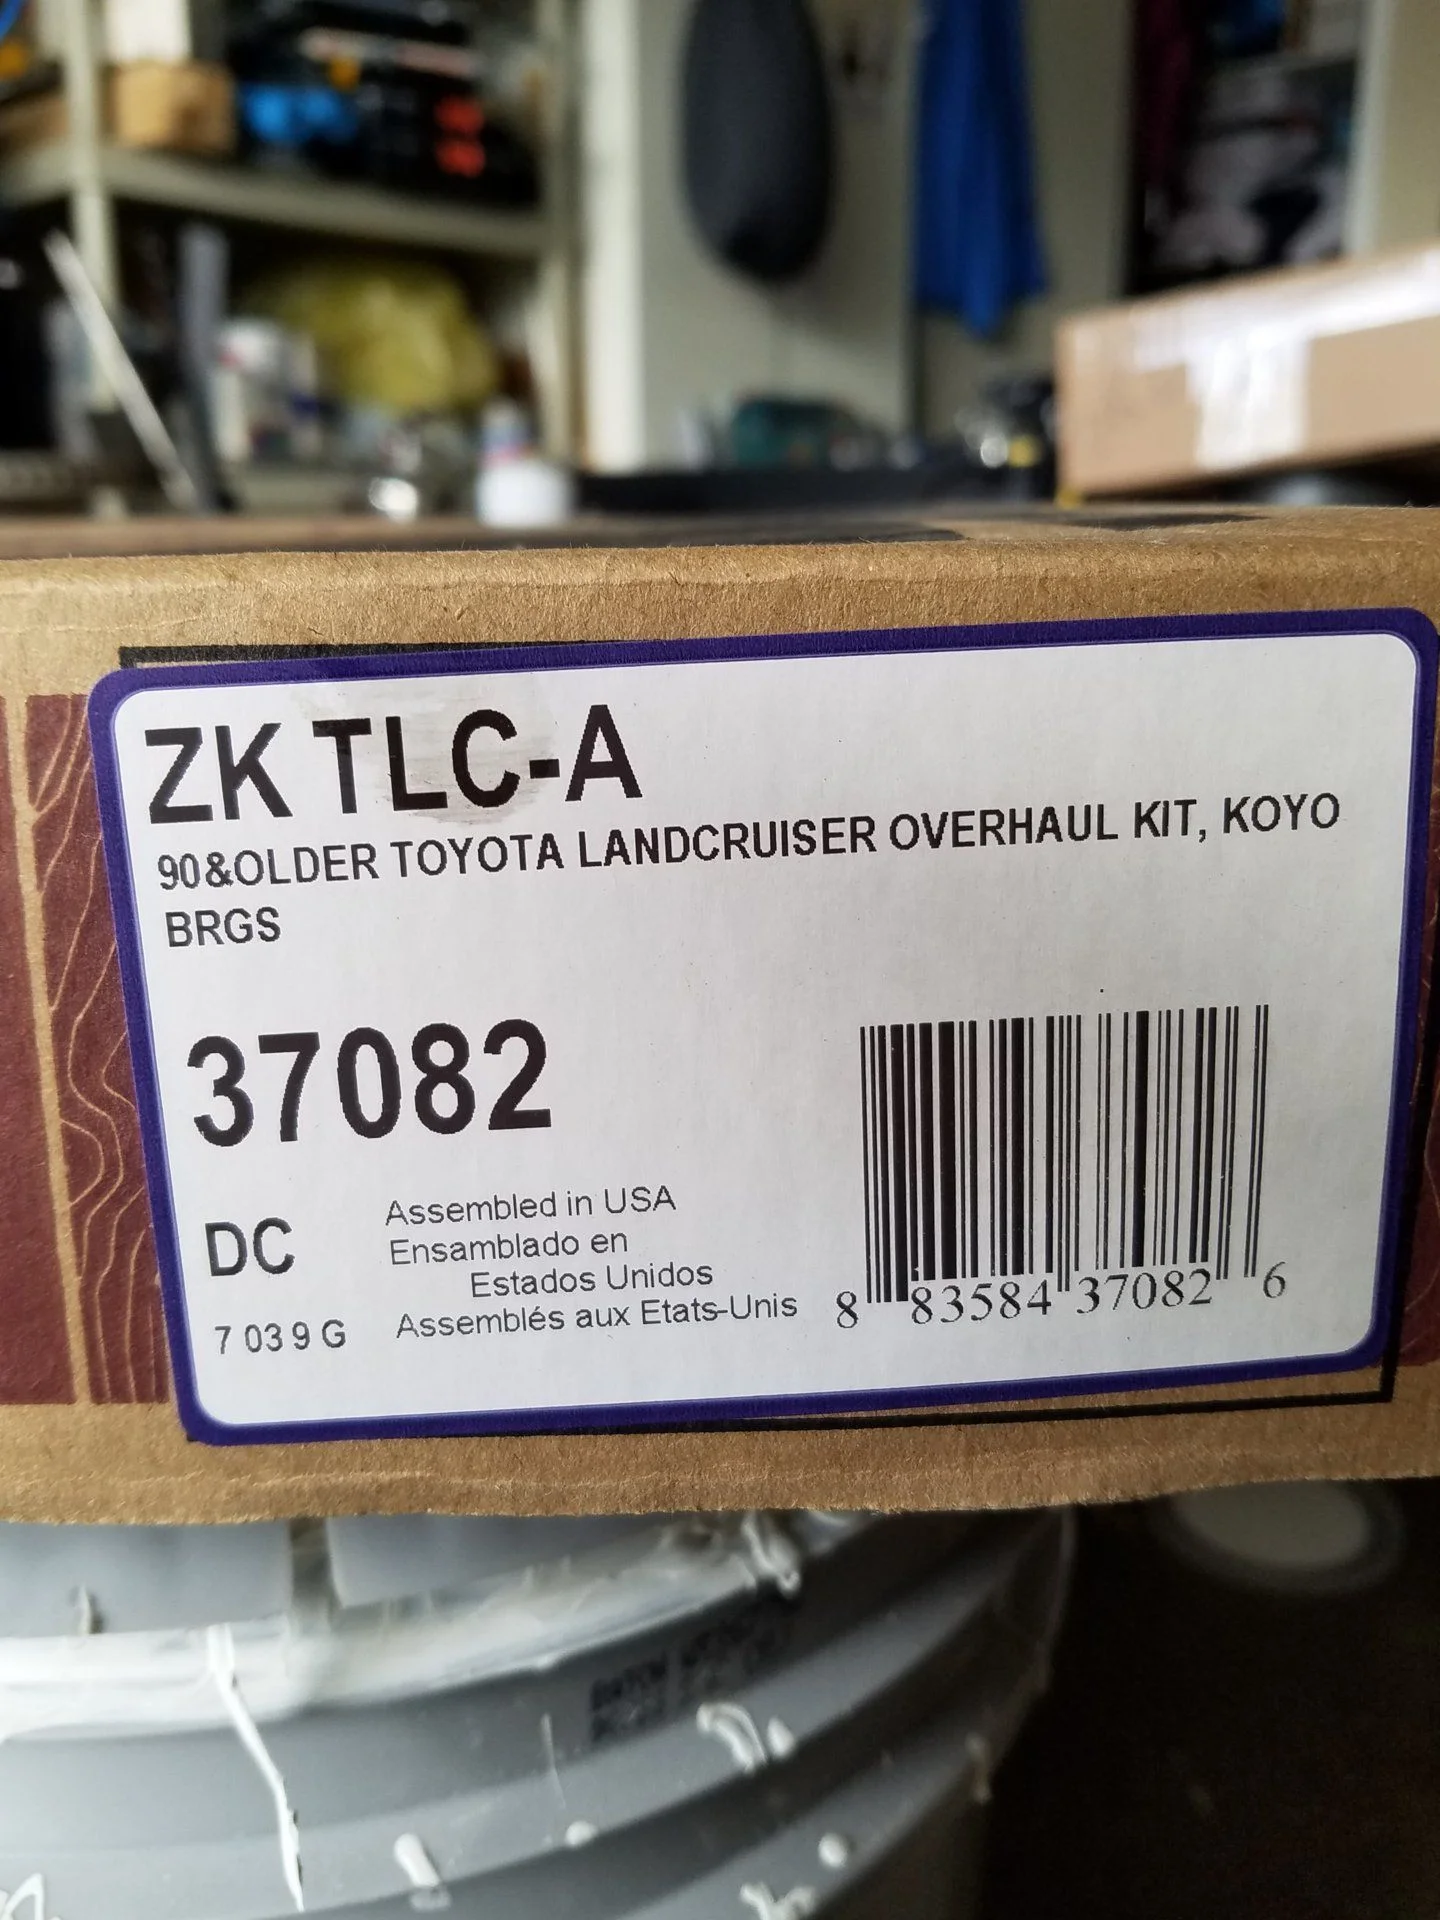 ZK TLC-A
90&OLDER TOYOTA LANDCRUISER OVERHAUL KIT, KOYO
BRGS
37082
DC
Assembled in USA
Ensamblado en
Estados Unidos
Assemblés aux Etats-Unis
7 03 9 G
8 83584 37082 6